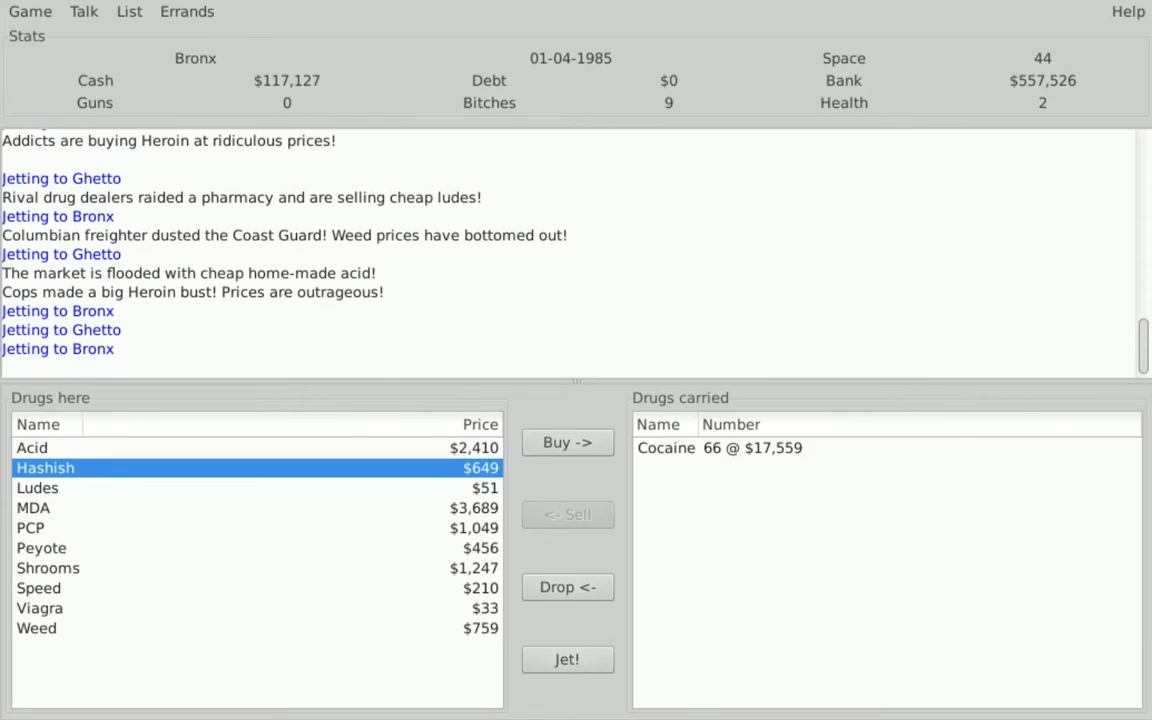 Game Talk List Errands Help
Stats
Bronx 01-04-1985 Space 44
Cash $117,127 Debt $0 Bank $557,526
Guns 0 Bitches 9 Health 2
Addicts are buying Heroin at ridiculous prices!
Jetting to Ghetto
Rival drug dealers raided a pharmacy and are selling cheap ludes!
Jetting to Bronx
Columbian freighter dusted the Coast Guard! Weed prices have bottomed out!
Jetting to Ghetto
The market is flooded with cheap home-made acid!
Cops made a big Heroin bust! Prices are outrageous!
Jetting to Bronx
Jetting to Ghetto
Jetting to Bronx
Drugs here
Name Price
Acid $2,410
Hashish $649
Ludes $51
MDA $3,689
PCP $1,049
Peyote $456
Shrooms $1,247
Speed $210
Viagra $33
Weed $759
Buy ->
<- Sell
Drop <-
Jet!
Drugs carried
Name Number
Cocaine 66 @ $17,559